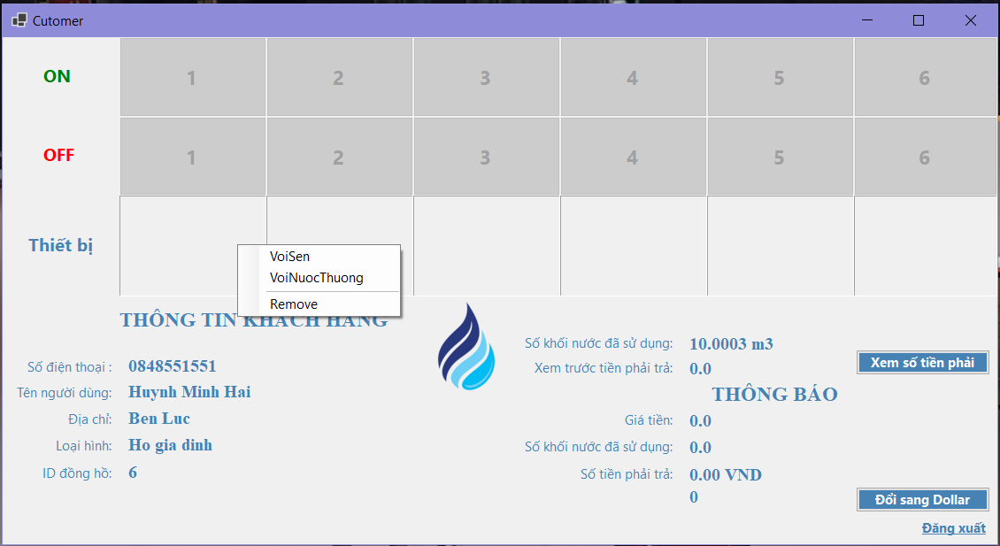 Cutomer
ON 1 2 3 4 5 6
OFF 1 2 3 4 5 6
Thiết bị
VoiSen
VoiNuocThuong
Remove
THÔNG TIN KHÁCH HÀNG
Số điện thoại : 0848551551
Tên người dùng: Huynh Minh Hai
Địa chỉ: Ben Luc
Loại hình: Ho gia dinh
ID đồng hồ: 6
Số khối nước đã sử dụng: 10.0003 m3
Xem trước tiền phải trả: 0.0
Xem số tiền phải
THÔNG BÁO
Giá tiền: 0.0
Số khối nước đã sử dụng: 0.0
Số tiền phải trả: 0.00 VND
0
Đổi sang Dollar
Đăng xuất